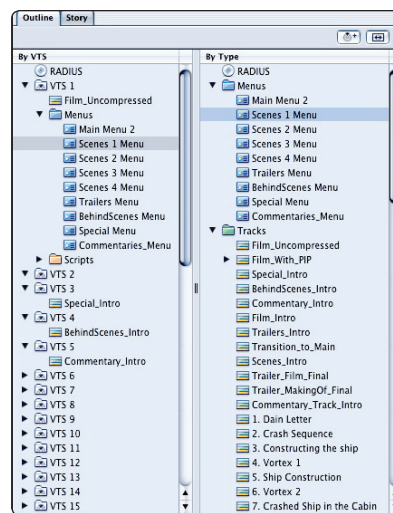 Outline
Story
By VTS
RADIUS
VTS 1
Film_Uncompressed
Menus
Main Menu 2
Scenes 1 Menu
Scenes 2 Menu
Scenes 3 Menu
Scenes 4 Menu
Trailers Menu
BehindScenes Menu
Special Menu
Commentaries_Menu
Scripts
VTS 2
VTS 3
Special_Intro
VTS 4
BehindScenes_Intro
VTS 5
Commentary_Intro
VTS 6
VTS 7
VTS 8
VTS 9
VTS 10
VTS 11
VTS 12
VTS 13
VTS 14
VTS 15
By Type
RADIUS
Menus
Main Menu 2
Scenes 1 Menu
Scenes 2 Menu
Scenes 3 Menu
Scenes 4 Menu
Trailers Menu
BehindScenes Menu
Special Menu
Commentaries_Menu
Tracks
Film_Uncompressed
Film_With_PIP
Special_Intro
BehindScenes_Intro
Commentary_Intro
Film_Intro
Trailers_Intro
Transition_to_Main
Scenes_Intro
Trailer_Film_Final
Trailer_MakingOf_Final
Commentary_Track_Intro
1. Dain Letter
2. Crash Sequence
3. Constructing the ship
4. Vortex 1
5. Ship Construction
6. Vortex 2
7. Crashed Ship in the Cabin